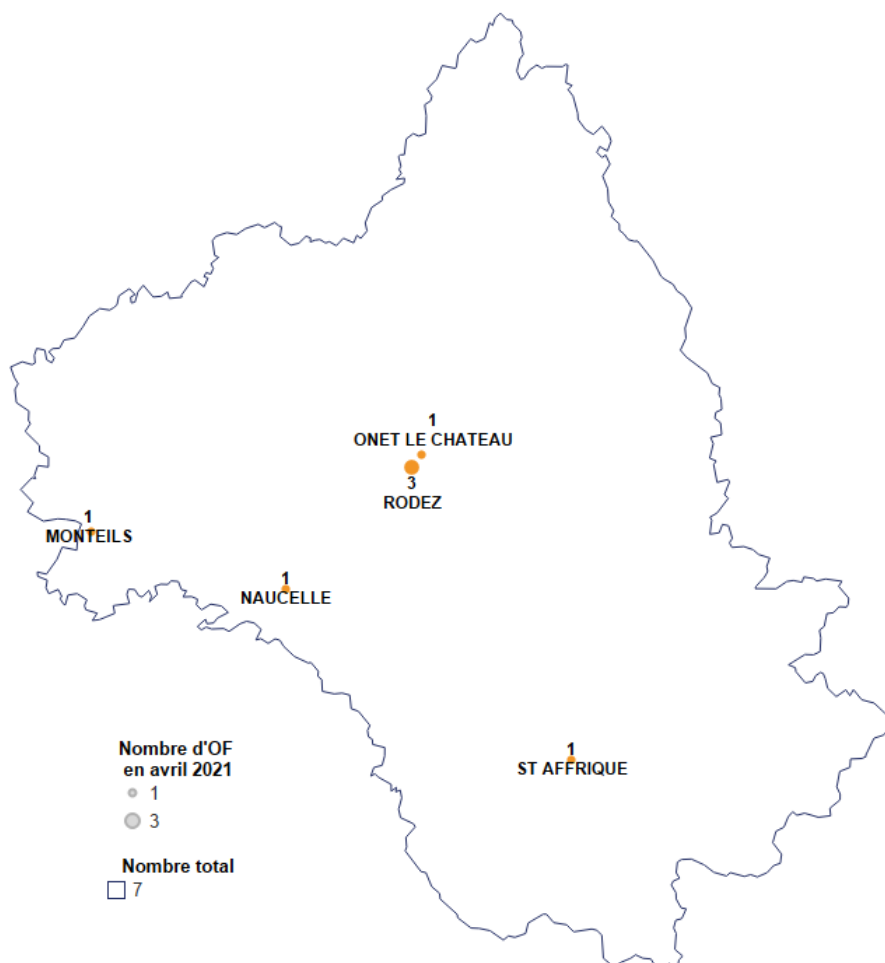 1
ONET LE CHATEAU
3
RODEZ
1
MONTEILS
1
NAUCELLE
1
ST AFFRIQUE
Nombre d'OF
en avril 2021
1
3
Nombre total
7